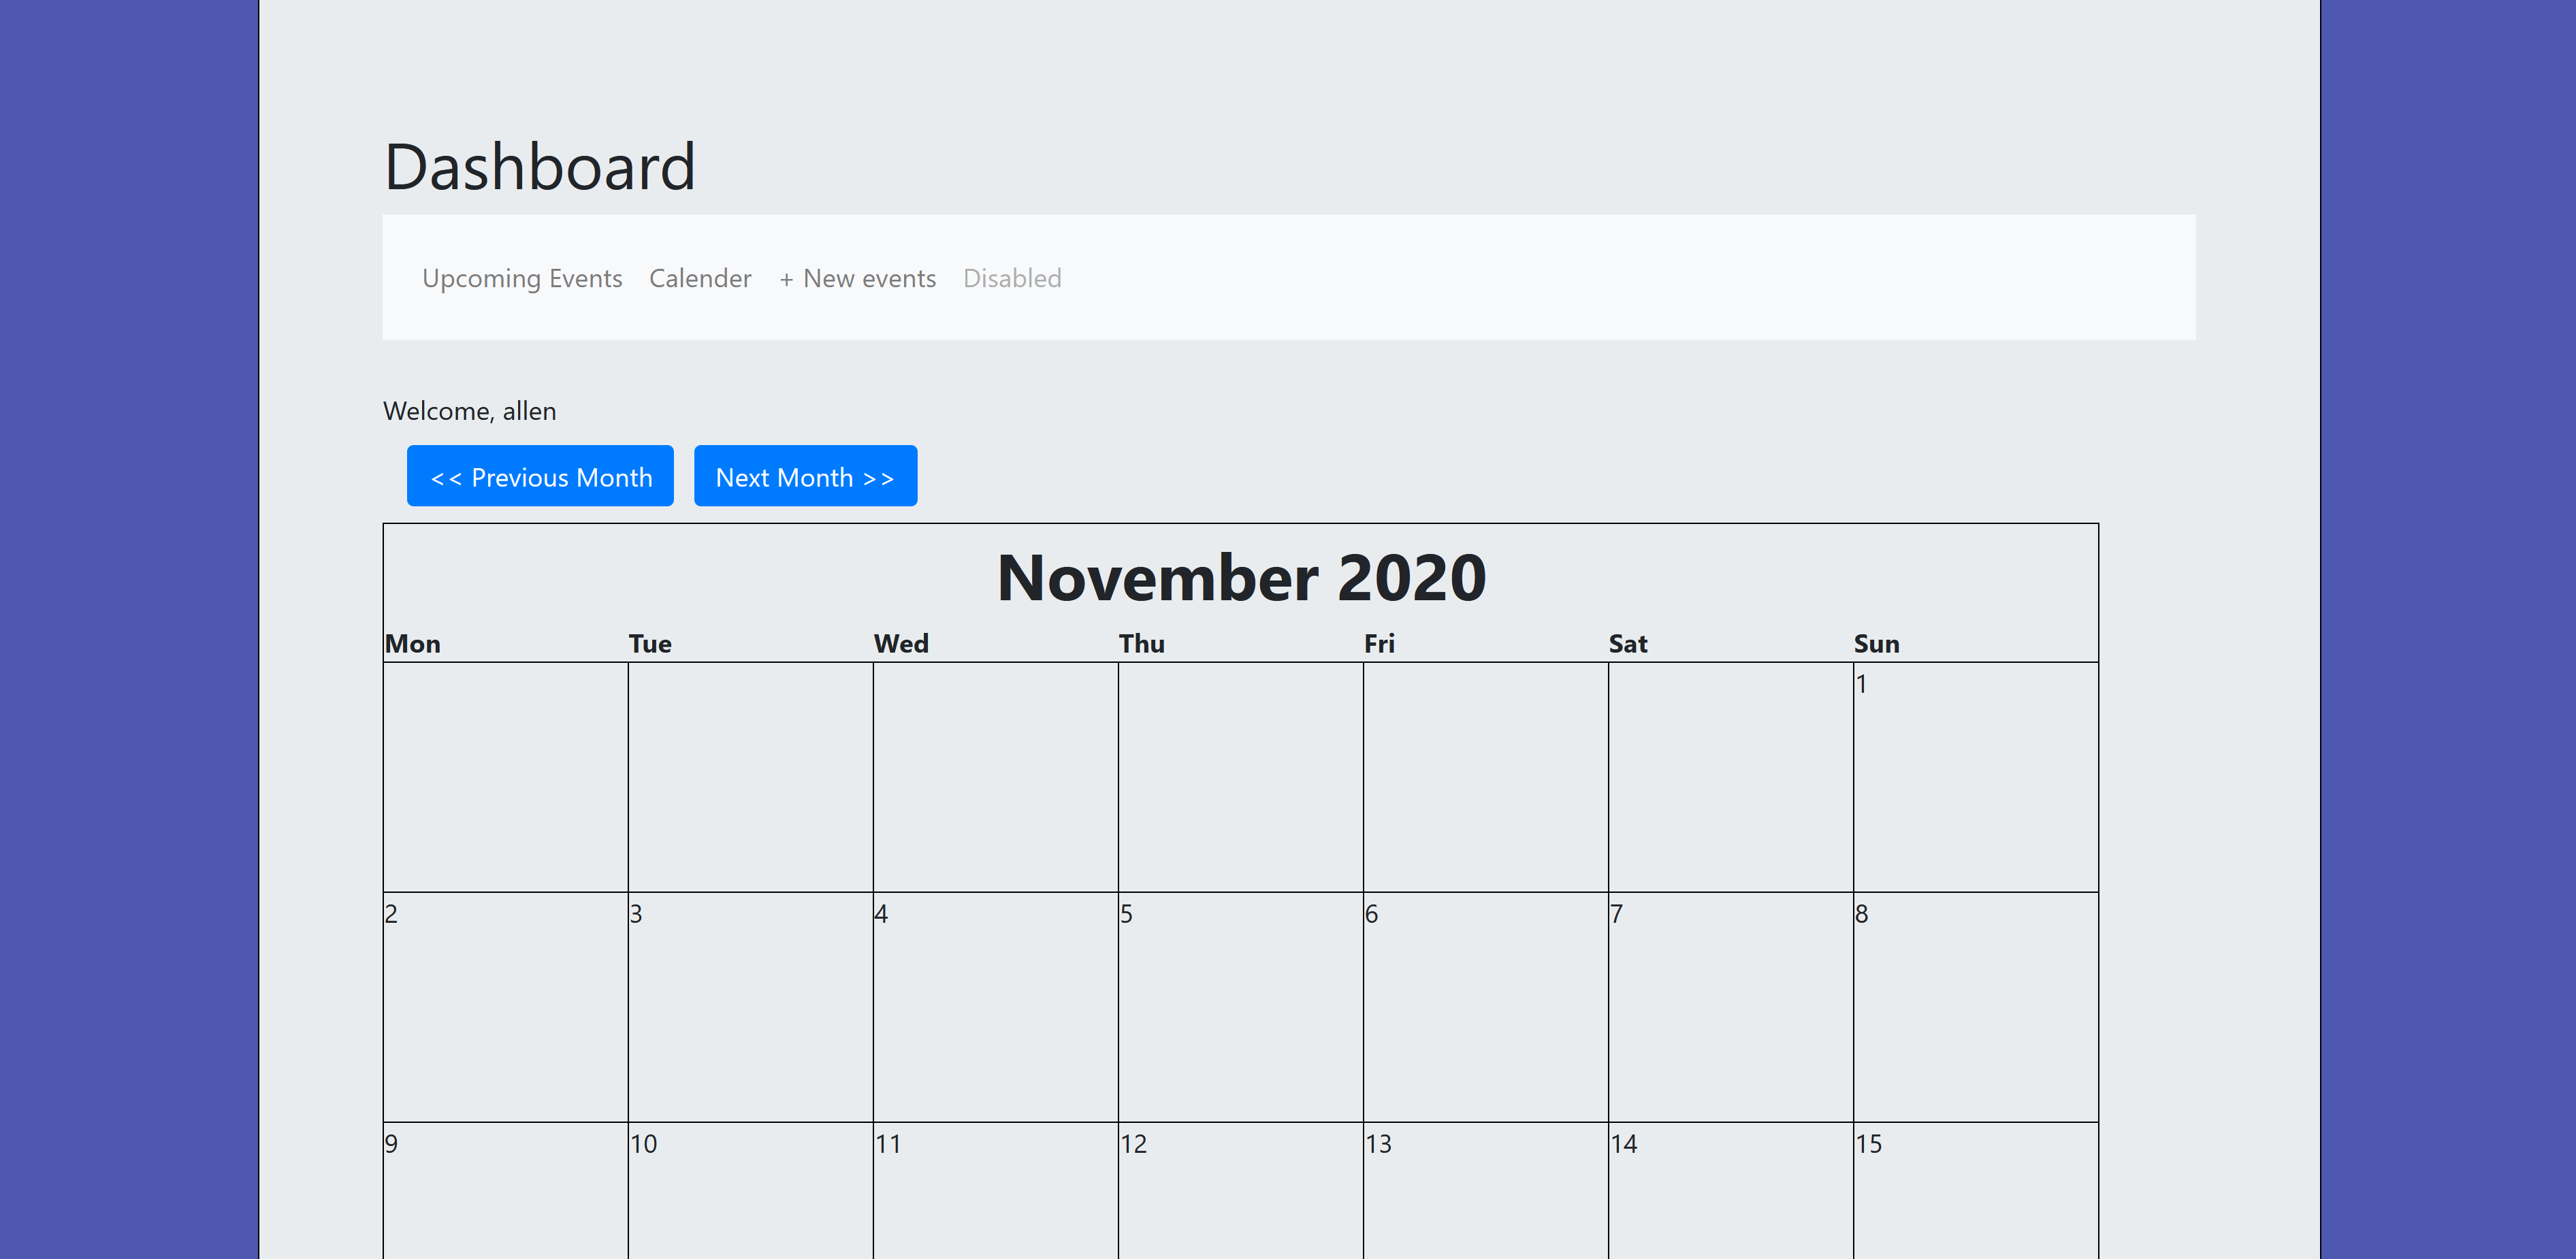 Dashboard
Upcoming Events Calender + New events Disabled
Welcome, allen
<< Previous Month Next Month >>
November 2020
Mon Tue Wed Thu Fri Sat Sun
1
2 3 4 5 6 7 8
9 10 11 12 13 14 15